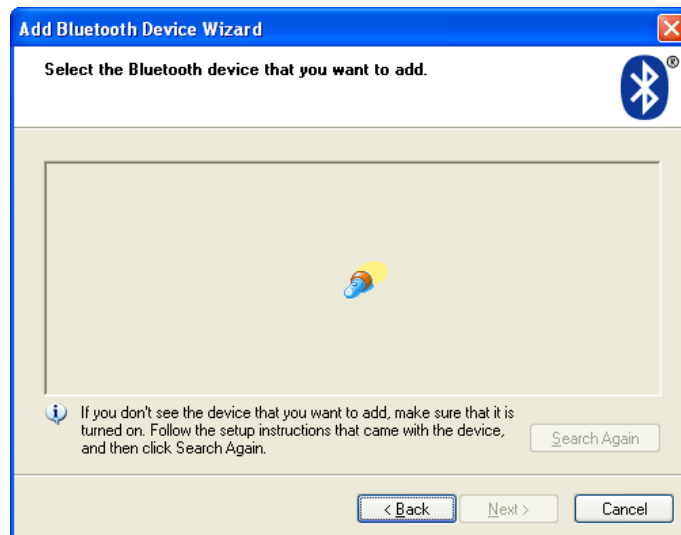 Add Bluetooth Device Wizard
Select the Bluetooth device that you want to add.
®
If you don't see the device that you want to add, make sure that it is
turned on. Follow the setup instructions that came with the device,
and then click Search Again.
Search Again
< Back
Next >
Cancel